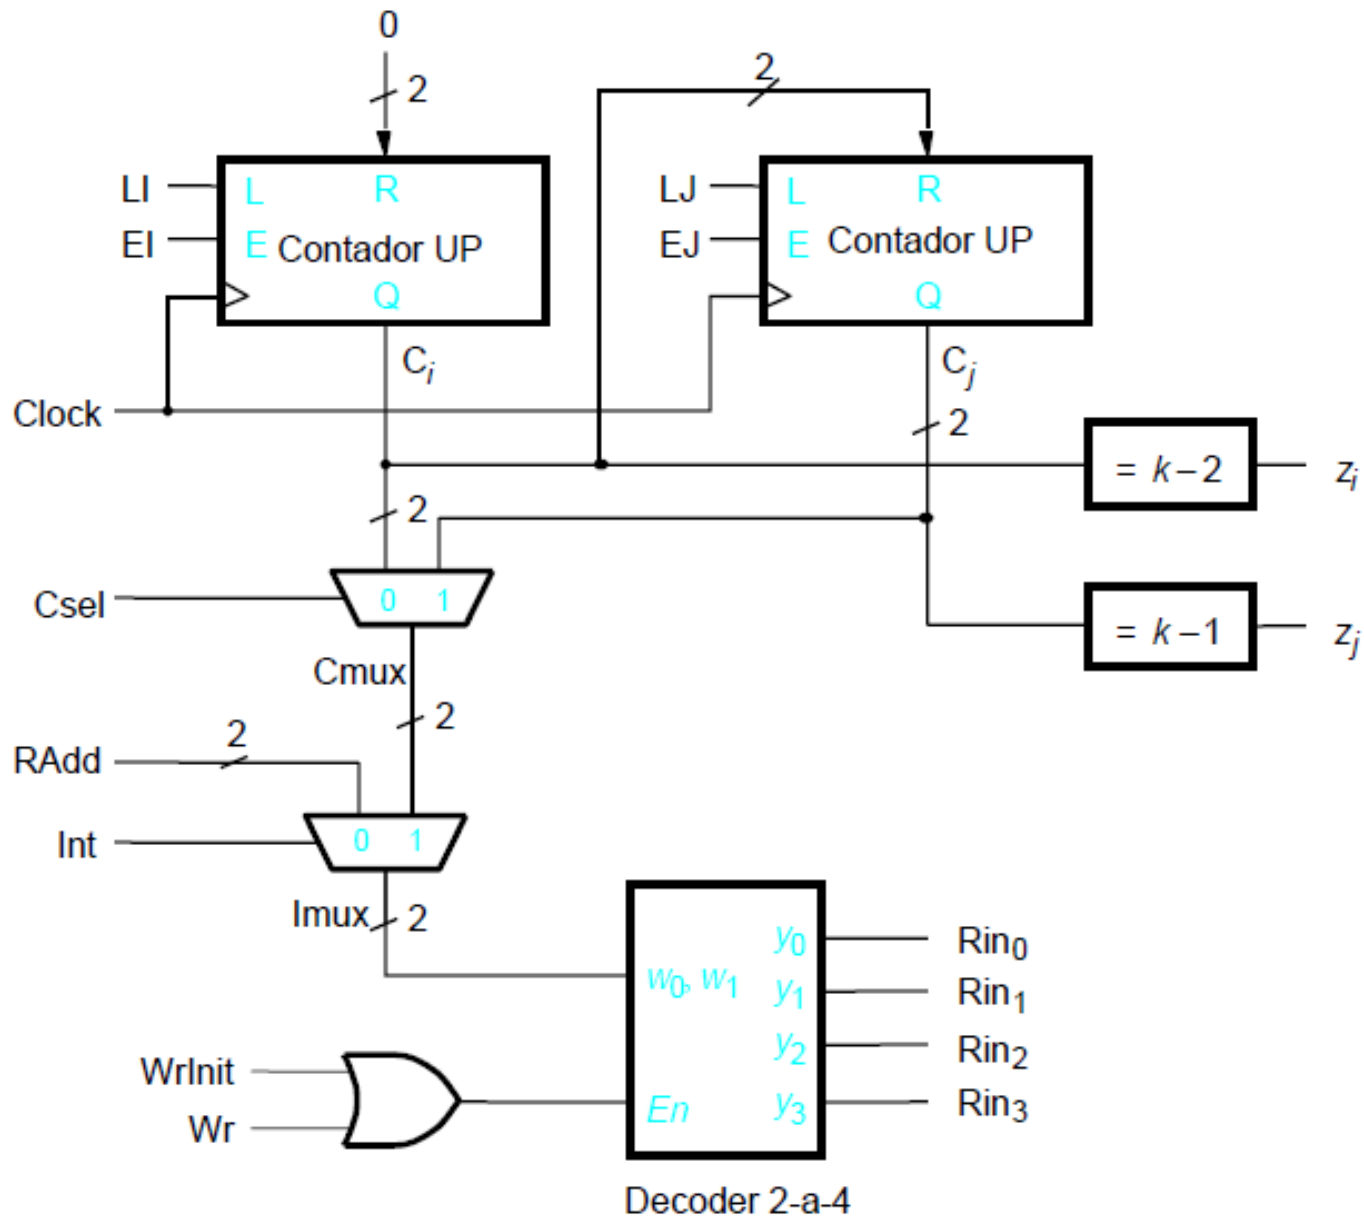 0
2
2
LI
L
R
LJ
L
R
EI
E
Contador UP
EJ
E
Contador UP
Q
Q
Cᵢ
Cⱼ
Clock
2
= k – 2
zᵢ
2
Csel
0
1
= k – 1
zⱼ
Cmux
2
2
RAdd
Int
0
1
Imux
2
y₀
Rin₀
w₀, w₁
y₁
Rin₁
y₂
Rin₂
WrInit
Wr
En
y₃
Rin₃
Decoder 2-a-4